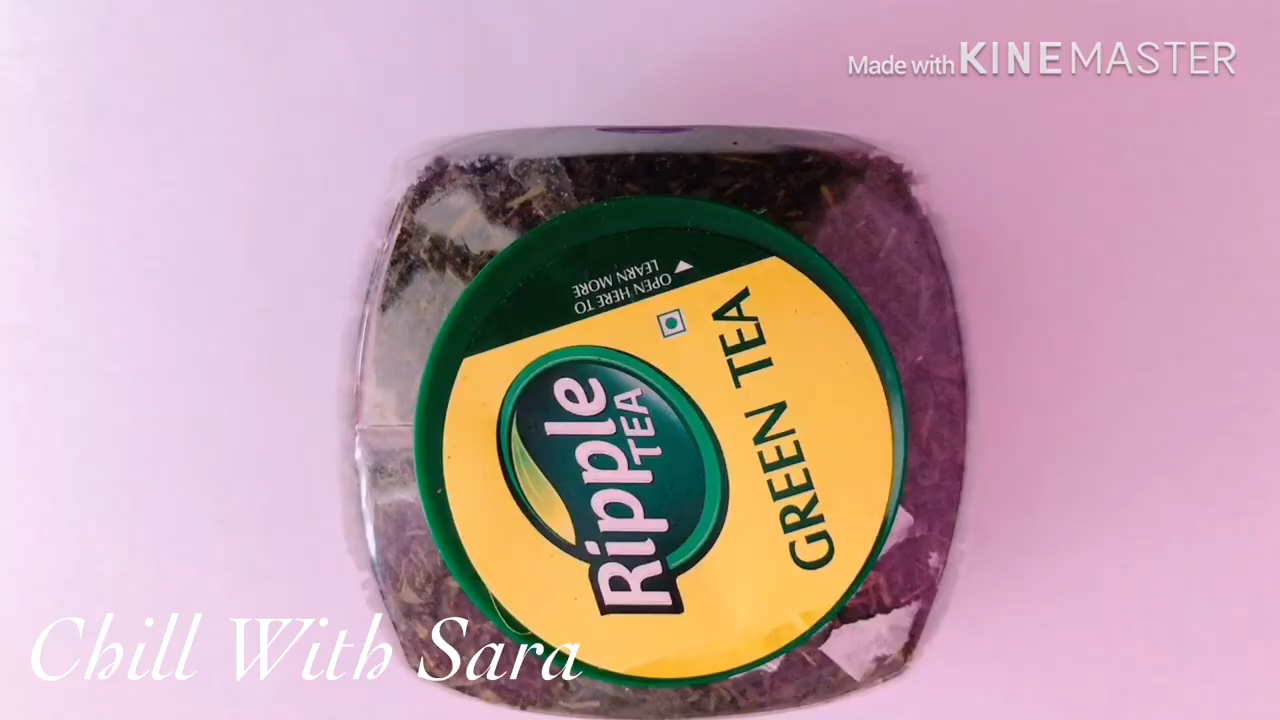 Made with KINEMASTER
OPEN HERE TO
LEARN MORE
Ripple
TEA
GREEN TEA
Chill With Sara